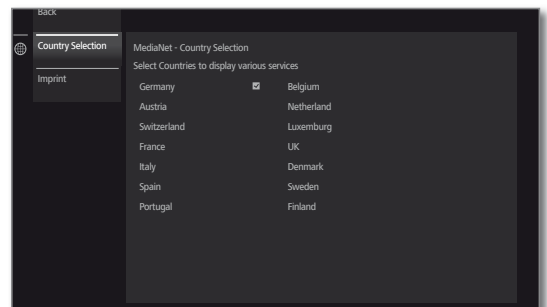 Back
Country Selection
Imprint
MediaNet - Country Selection
Select Countries to display various services
Germany Belgium
Austria Netherland
Switzerland Luxemburg
France UK
Italy Denmark
Spain Sweden
Portugal Finland